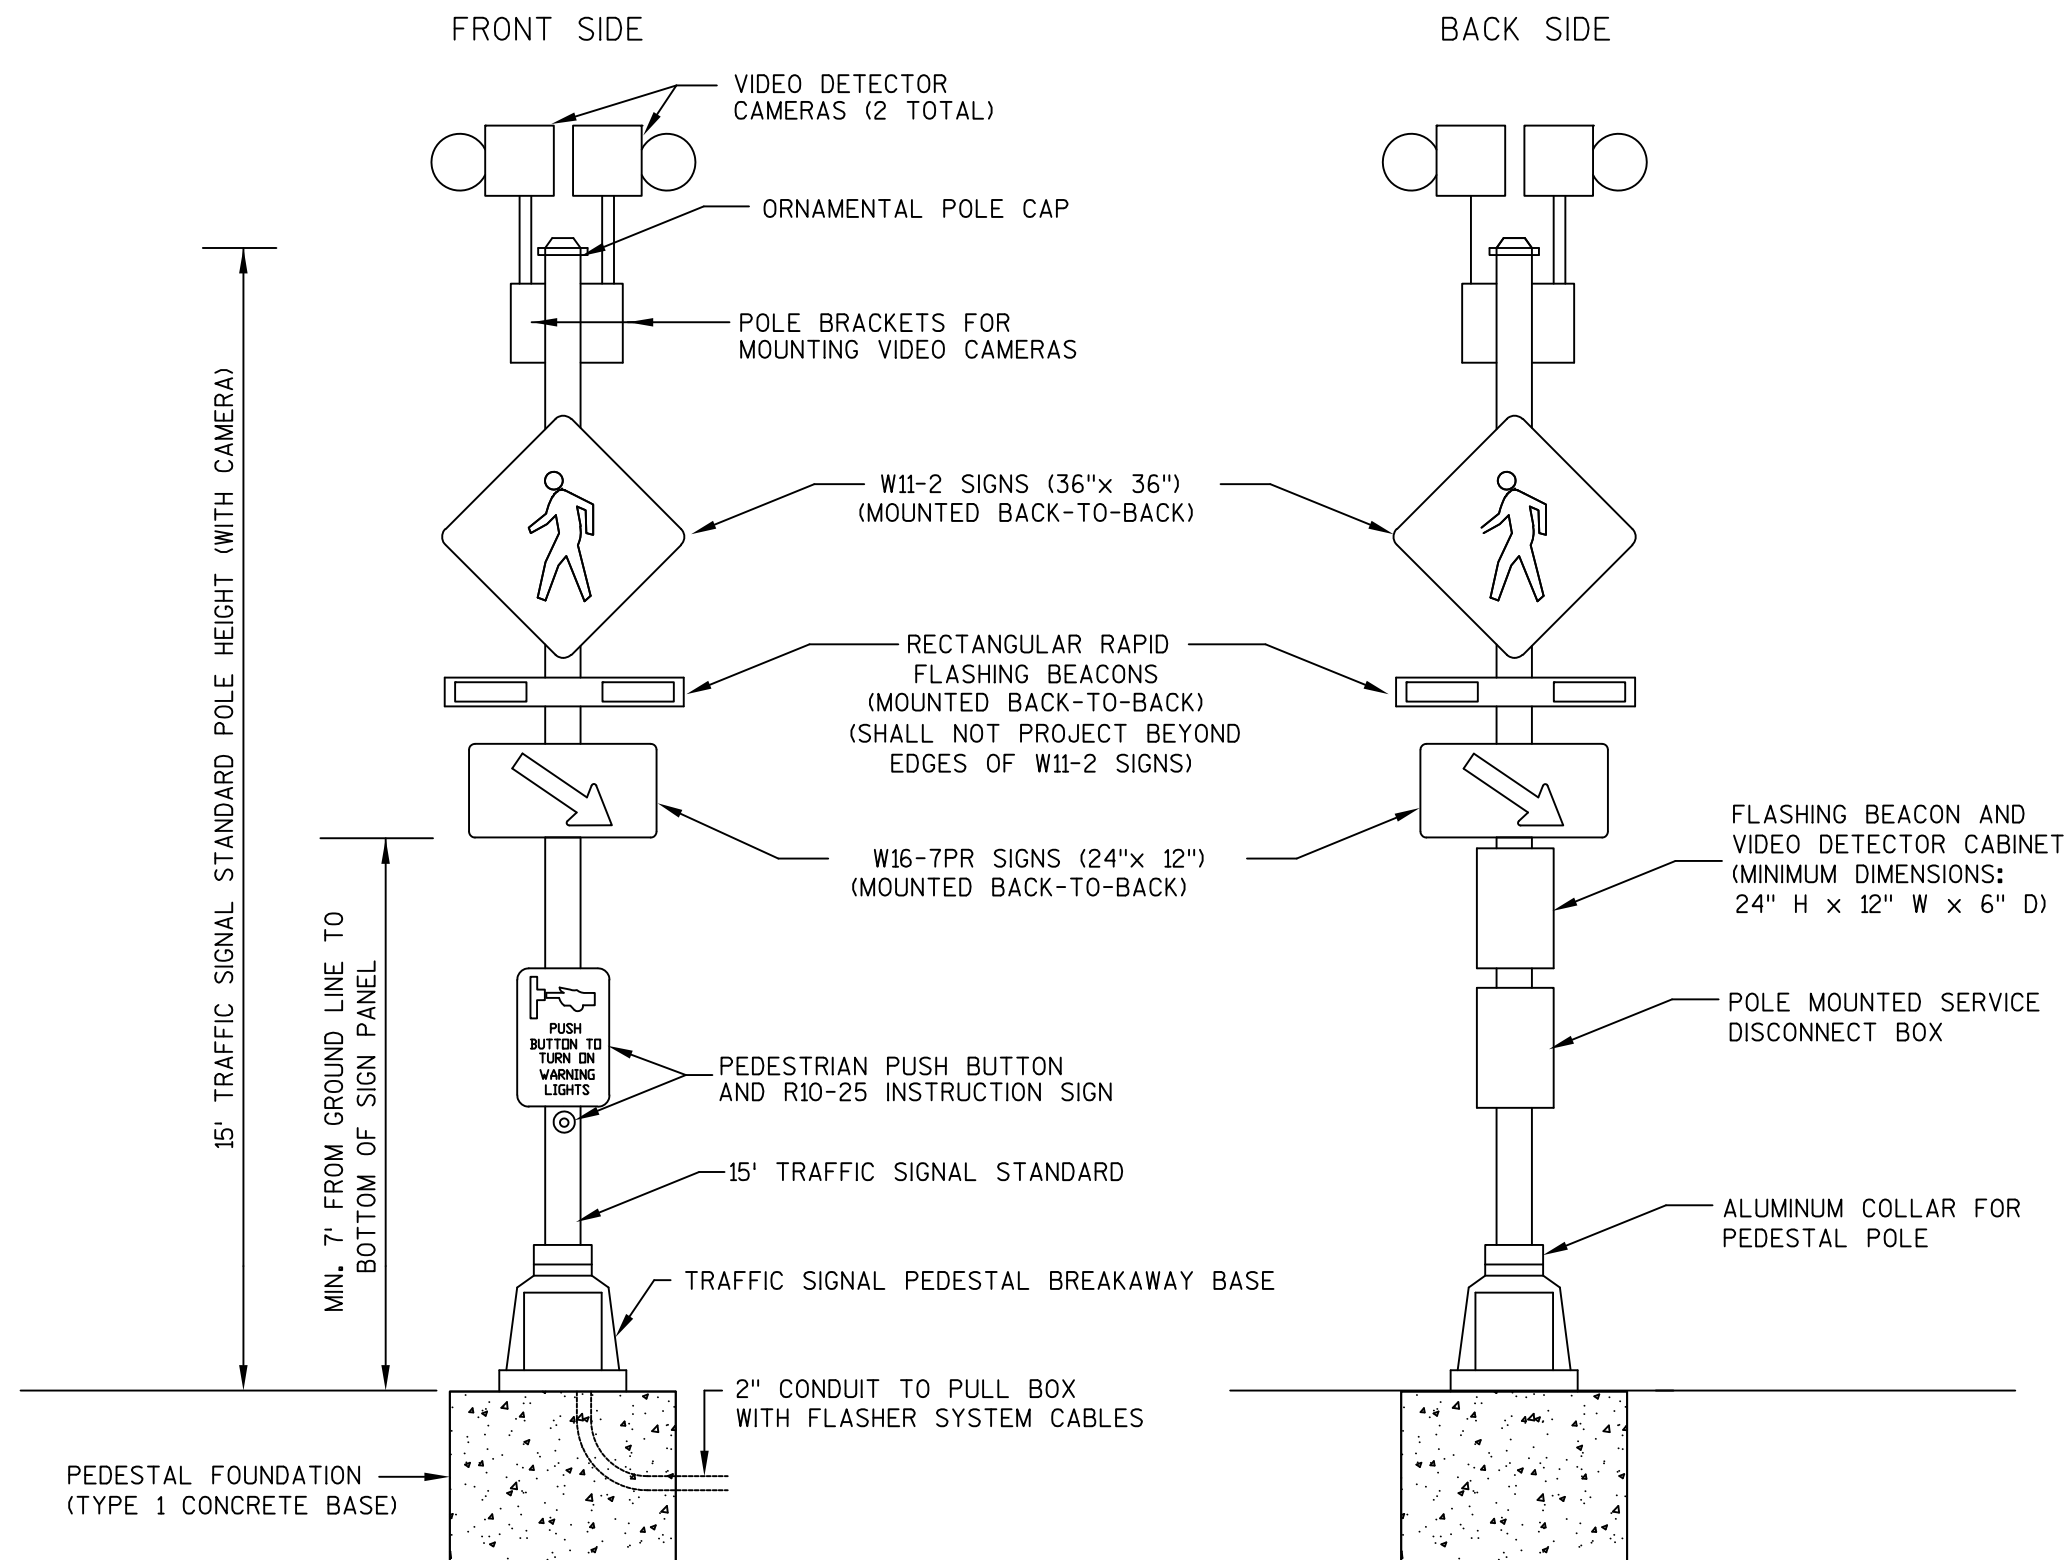 FRONT SIDE
BACK SIDE
VIDEO DETECTOR
CAMERAS (2 TOTAL)
ORNAMENTAL POLE CAP
POLE BRACKETS FOR
MOUNTING VIDEO CAMERAS
15' TRAFFIC SIGNAL STANDARD POLE HEIGHT (WITH CAMERA)
W11-2 SIGNS (36"x 36")
(MOUNTED BACK-TO-BACK)
RECTANGULAR RAPID
FLASHING BEACONS
(MOUNTED BACK-TO-BACK)
(SHALL NOT PROJECT BEYOND
EDGES OF W11-2 SIGNS)
W16-7PR SIGNS (24"x 12")
(MOUNTED BACK-TO-BACK)
FLASHING BEACON AND
VIDEO DETECTOR CABINET
(MINIMUM DIMENSIONS:
24" H x 12" W x 6" D)
MIN. 7' FROM GROUND LINE TO
BOTTOM OF SIGN PANEL
PUSH
BUTTON TO
TURN ON
WARNING
LIGHTS
PEDESTRIAN PUSH BUTTON
AND R10-25 INSTRUCTION SIGN
POLE MOUNTED SERVICE
DISCONNECT BOX
15' TRAFFIC SIGNAL STANDARD
ALUMINUM COLLAR FOR
PEDESTAL POLE
TRAFFIC SIGNAL PEDESTAL BREAKAWAY BASE
2" CONDUIT TO PULL BOX
WITH FLASHER SYSTEM CABLES
PEDESTAL FOUNDATION
(TYPE 1 CONCRETE BASE)